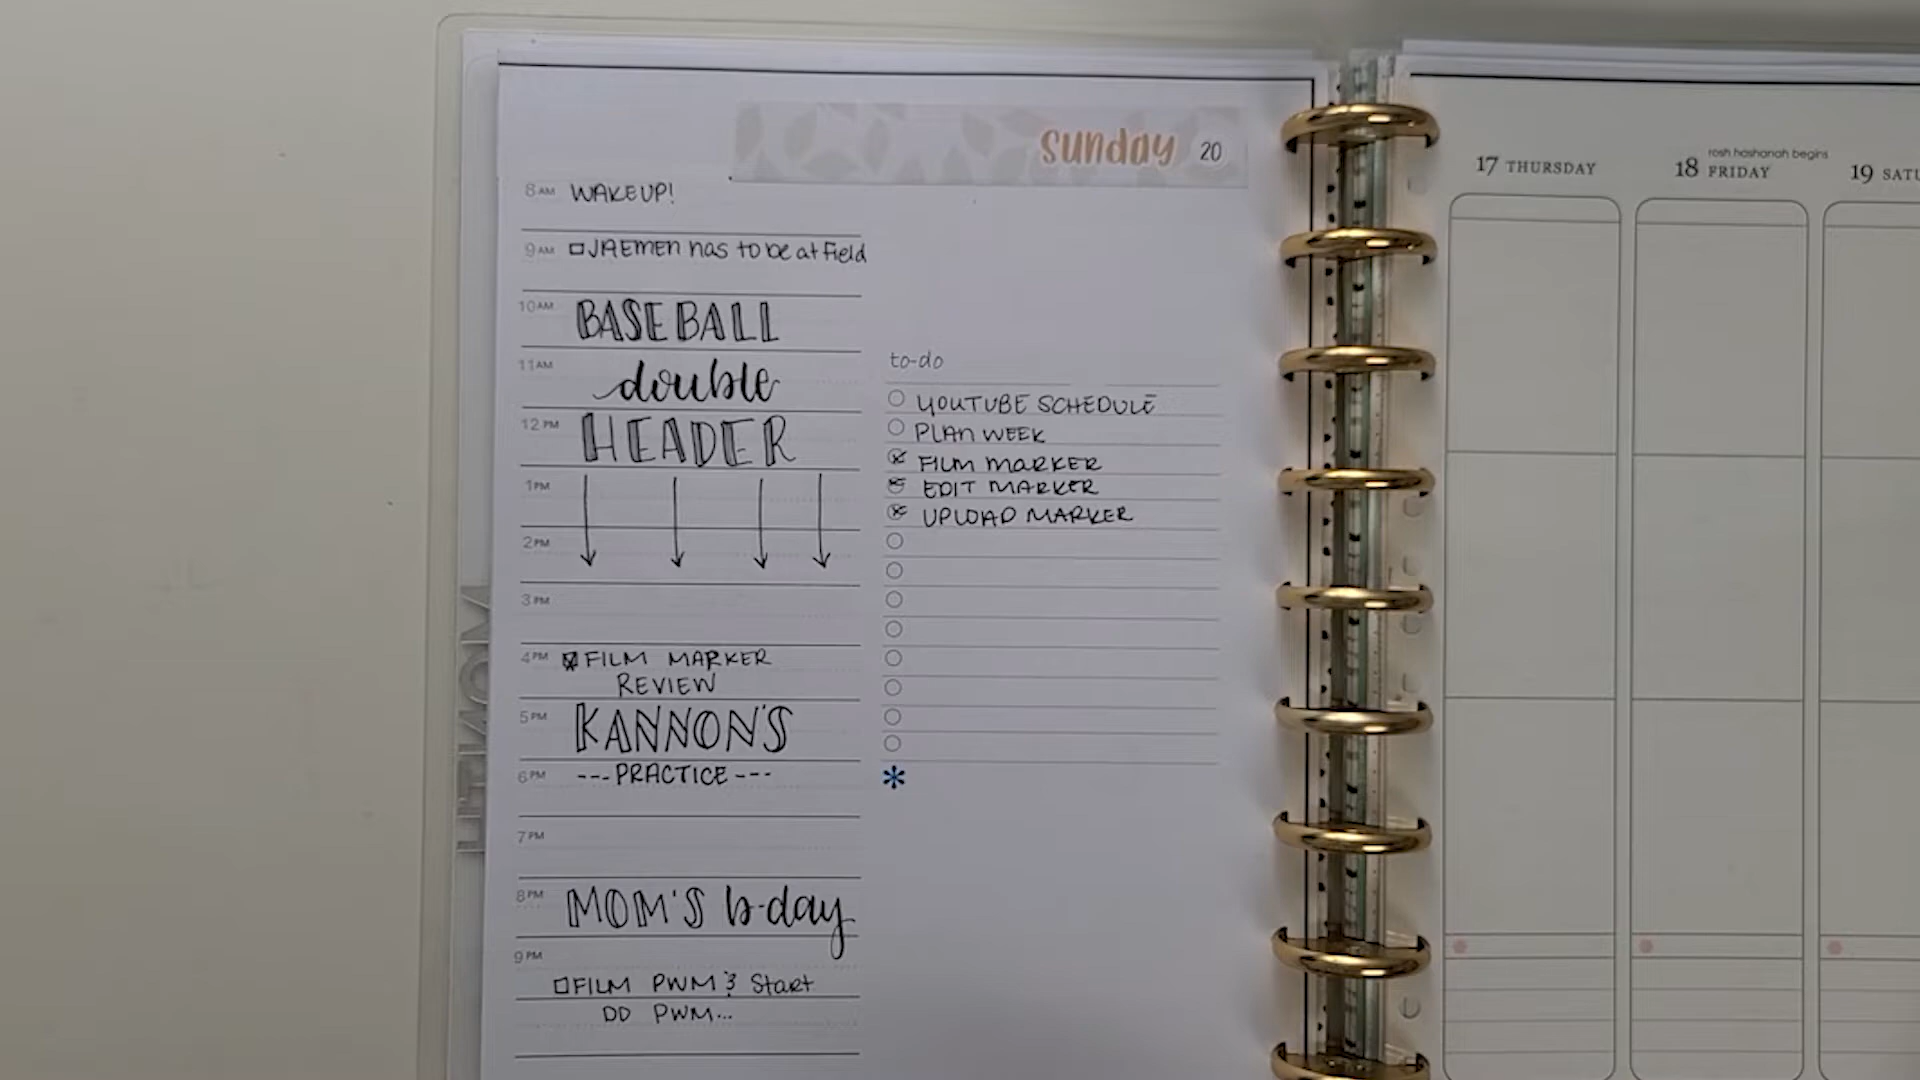 sunday 20
8 AM WAKEUP!
9 AM JAEMEN has to be at Field
10 AM BASEBALL
11 AM double
12 PM HEADER
1 PM
2 PM
3 PM
4 PM FILM MARKER
REVIEW
5 PM KANNON'S
6 PM ---PRACTICE---
7 PM
8 PM MOM'S b-day
9 PM
FILM PWM & Start
DD PWM...
to-do
YOUTUBE SCHEDULE
PLAN WEEK
FILM MARKER
EDIT MARKER
UPLOAD MARKER
*
17 THURSDAY
rosh hashanah begins
18 FRIDAY
19 SATU